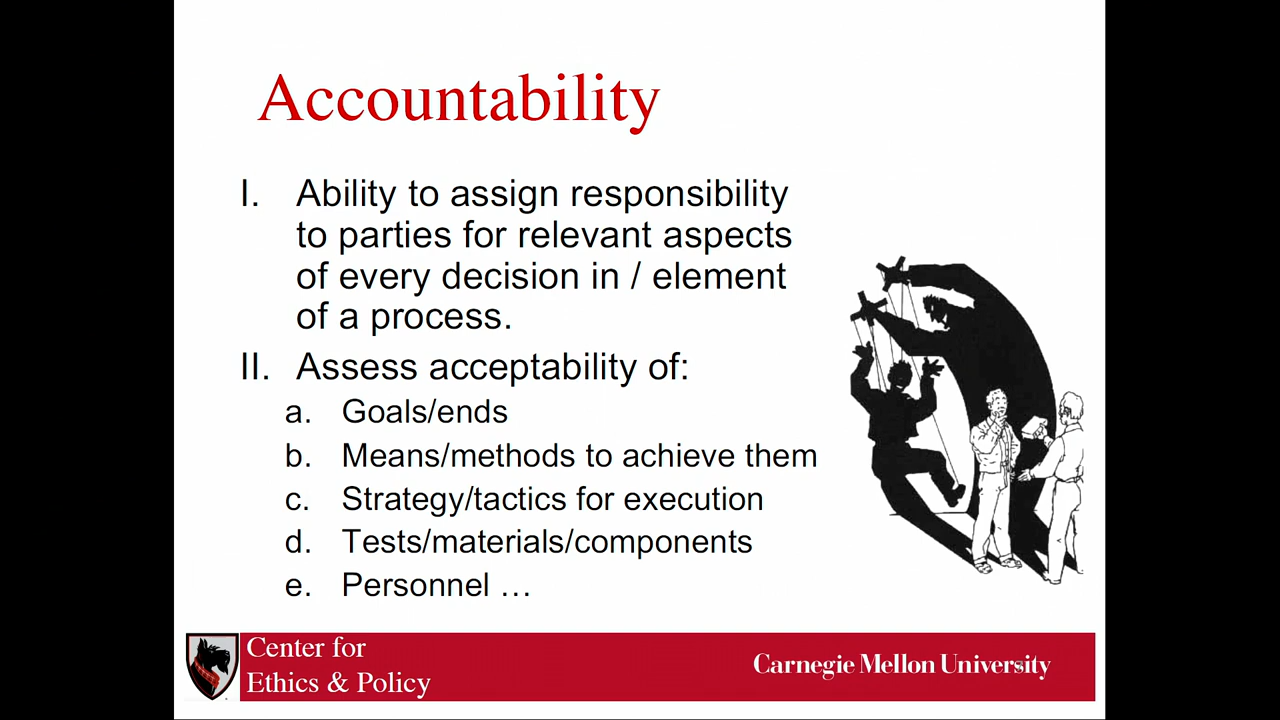 Accountability
I. Ability to assign responsibility
to parties for relevant aspects
of every decision in / element
of a process.
II. Assess acceptability of:
a. Goals/ends
b. Means/methods to achieve them
c. Strategy/tactics for execution
d. Tests/materials/components
e. Personnel …
Center for
Ethics & Policy
Carnegie Mellon University